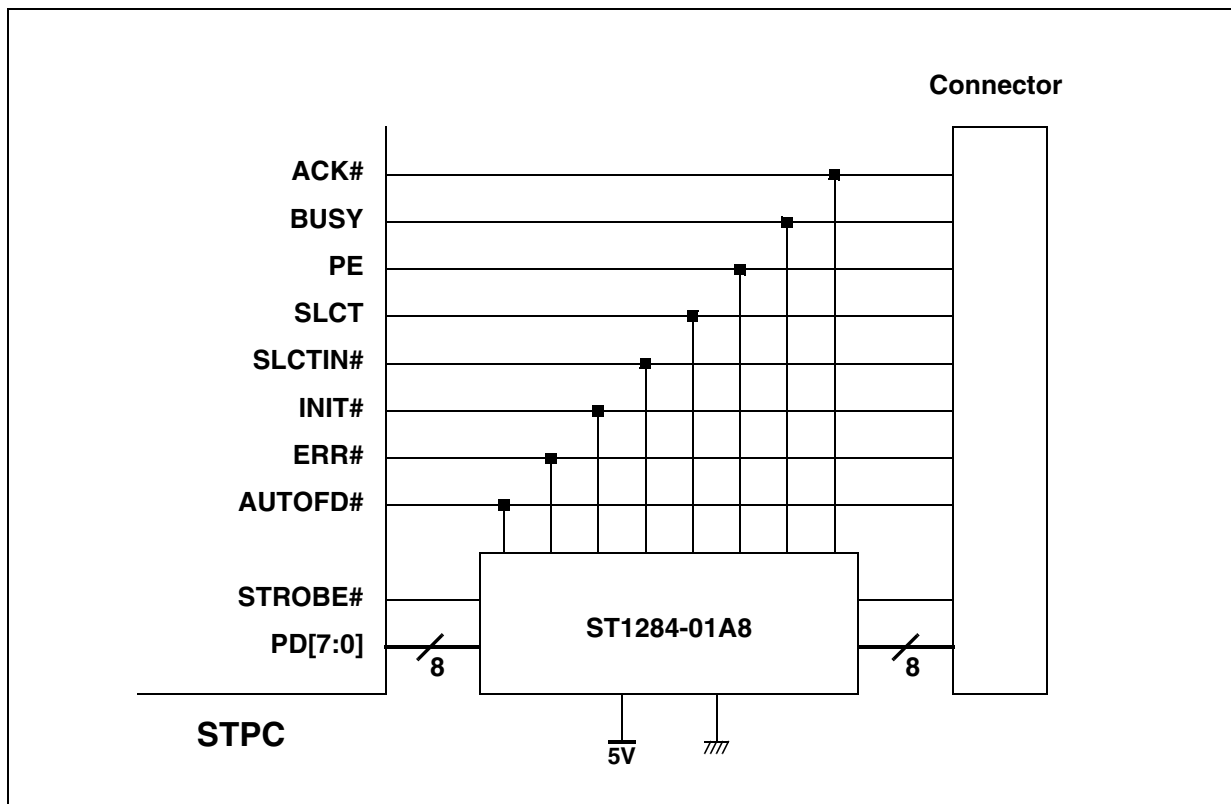 Connector
ACK#
BUSY
PE
SLCT
SLCTIN#
INIT#
ERR#
AUTOFD#
STROBE#
PD[7:0]
8
ST1284-01A8
8
STPC
5V